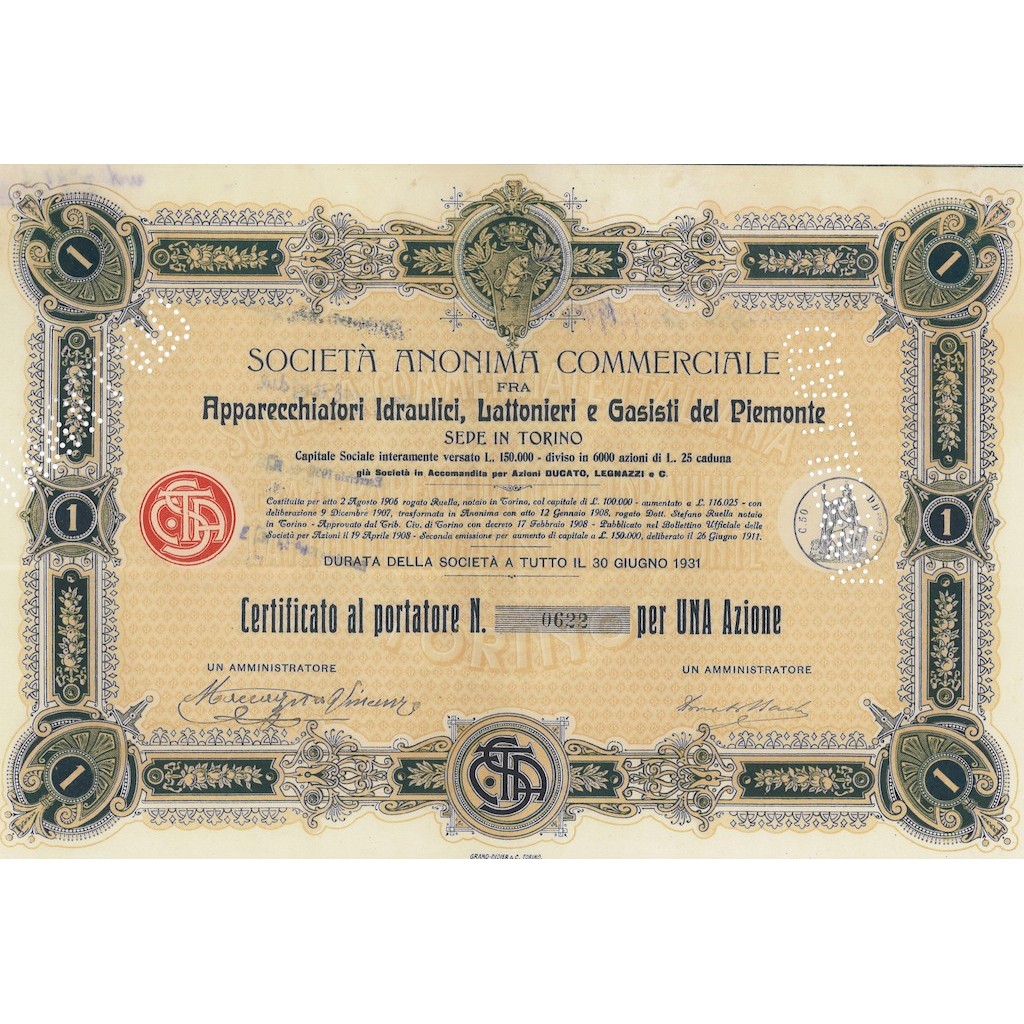 1
1
SOCIETÀ ANONIMA COMMERCIALE
FRA
Apparecchiatori Idraulici, Lattonieri e Gasisti del Piemonte
SEDE IN TORINO
Capitale Sociale interamente versato L. 150.000 - diviso in 6000 azioni di L. 25 caduna
già Società in Accomandita per Azioni DUCATO, LEGNAZZI e C.
Costituita per atto 2 Agosto 1906 rogato Ruella, notaio in Torino, col capitale di L. 100.000 - aumentato a L. 116.025 - con
deliberazione 9 Dicembre 1907, trasformata in Anonima con atto 12 Gennaio 1908, rogato Dott. Stefano Ruella notaio
in Torino - Approvato dal Trib. Civ. di Torino con decreto 17 Febbraio 1908 - Pubblicato nel Bollettino Ufficiale delle
Società per Azioni il 19 Aprile 1908 - Seconda emissione per aumento di capitale a L. 150.000, deliberato il 26 Giugno 1911.
1
1
C. 50
DURATA DELLA SOCIETÀ A TUTTO IL 30 GIUGNO 1931
Certificato al portatore N. 0622 per UNA Azione
TORINO
UN AMMINISTRATORE
UN AMMINISTRATORE
1
1
GRAND-DIDIER & C. TORINO